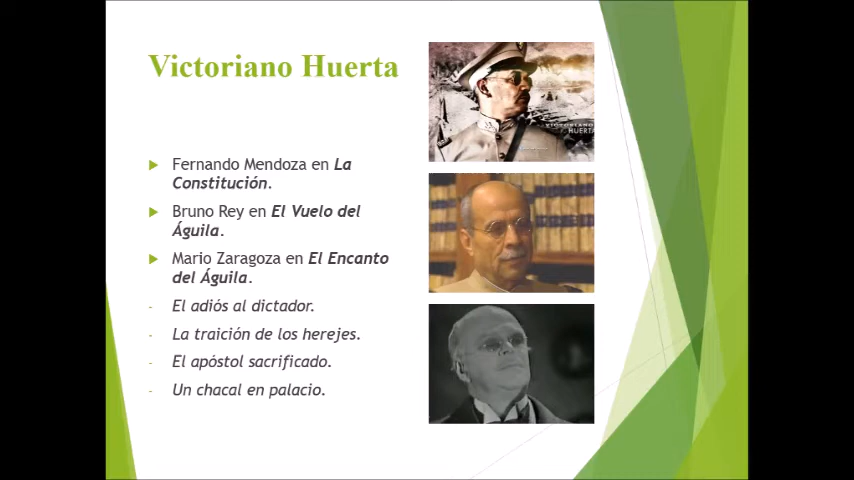 Victoriano Huerta
Fernando Mendoza en La
Constitución.
Bruno Rey en El Vuelo del
Águila.
Mario Zaragoza en El Encanto
del Águila.
- El adiós al dictador.
- La traición de los herejes.
- El apóstol sacrificado.
- Un chacal en palacio.
VICTORIANO
HUERTA